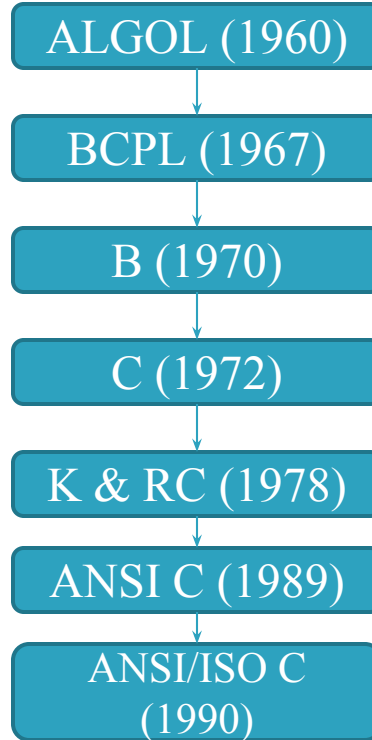 ALGOL (1960)
BCPL (1967)
B (1970)
C (1972)
K & RC (1978)
ANSI C (1989)
ANSI/ISO C
(1990)